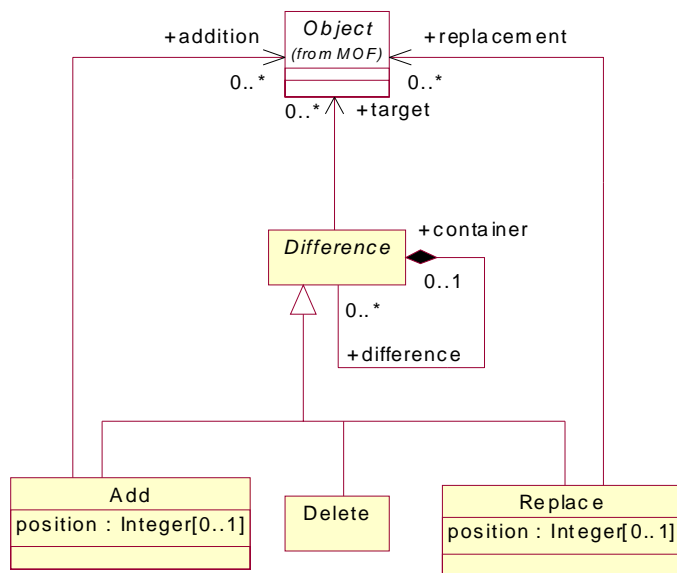 Object
+addition
+replacement
(from MOF)
0..*
0..*
0..*
+target
+container
Difference
0..1
0..*
+difference
Add
position : Integer[0..1]
Delete
Replace
position : Integer[0..1]